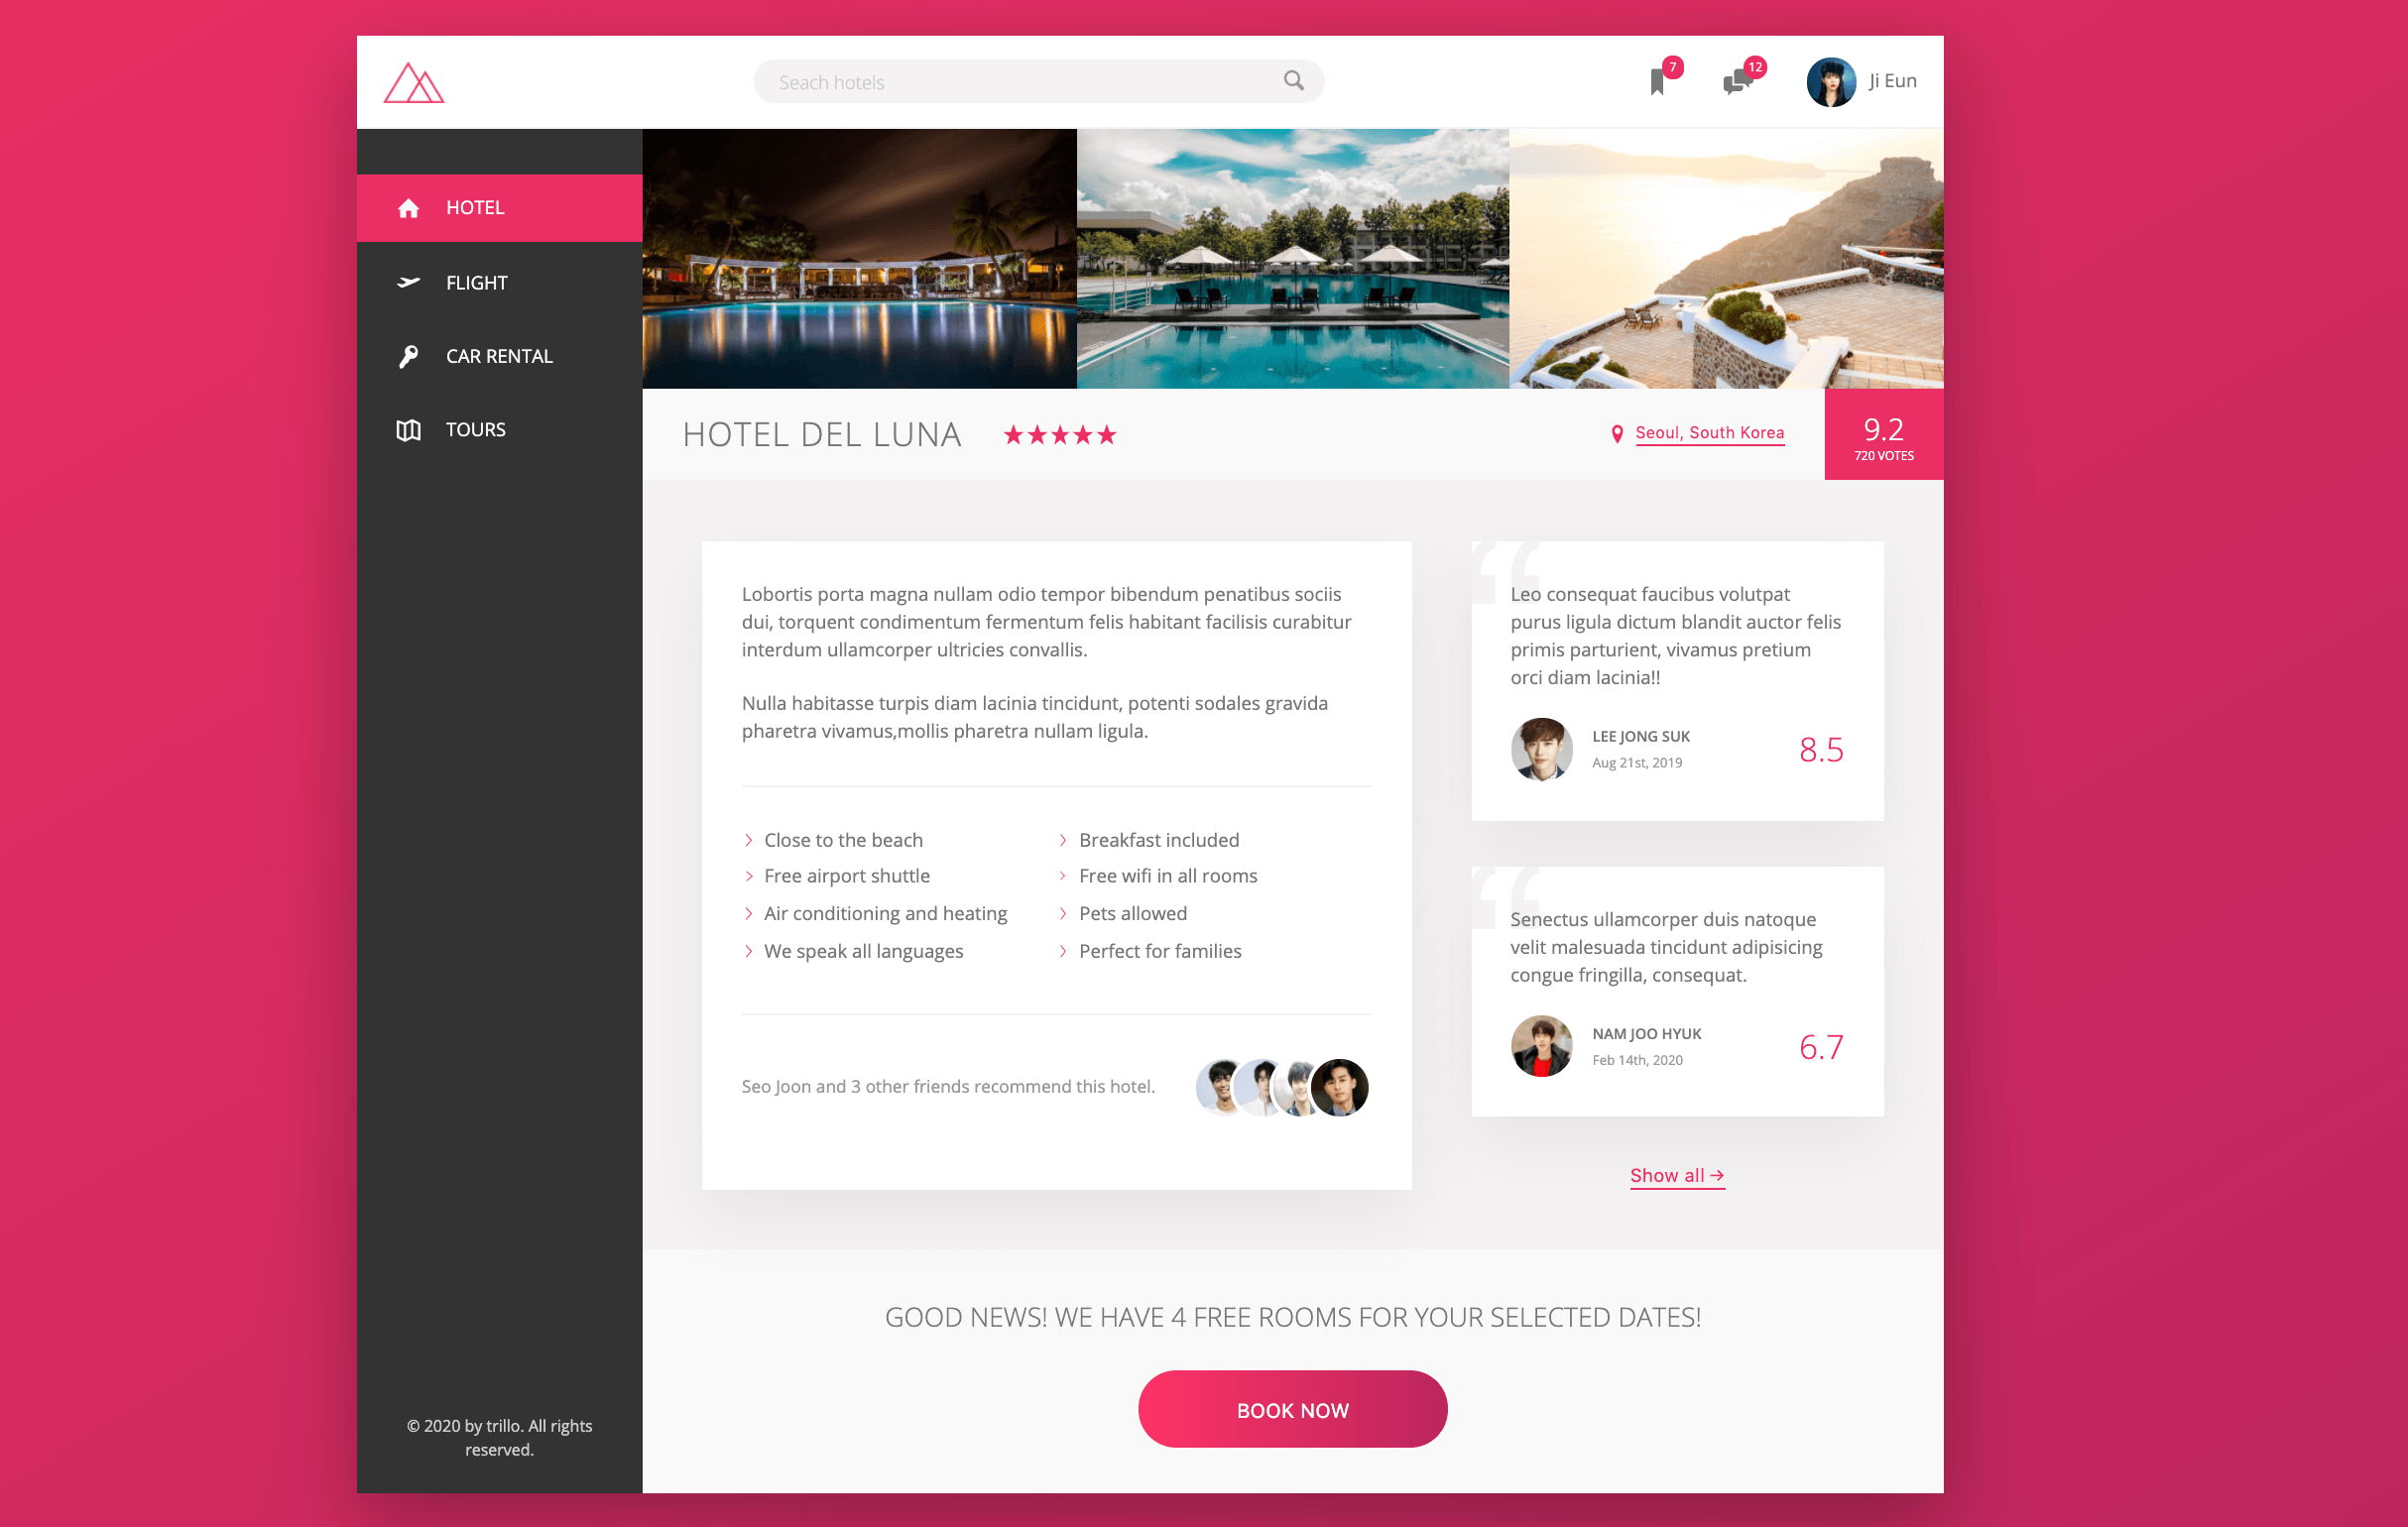 Seach hotels
7
12
Ji Eun
HOTEL
FLIGHT
CAR RENTAL
TOURS
HOTEL DEL LUNA
Seoul, South Korea
9.2
720 VOTES
Lobortis porta magna nullam odio tempor bibendum penatibus sociis
dui, torquent condimentum fermentum felis habitant facilisis curabitur
interdum ullamcorper ultricies convallis.
Nulla habitasse turpis diam lacinia tincidunt, potenti sodales gravida
pharetra vivamus,mollis pharetra nullam ligula.
Close to the beach
Breakfast included
Free airport shuttle
Free wifi in all rooms
Air conditioning and heating
Pets allowed
We speak all languages
Perfect for families
Seo Joon and 3 other friends recommend this hotel.
Leo consequat faucibus volutpat
purus ligula dictum blandit auctor felis
primis parturient, vivamus pretium
orci diam lacinia!!
LEE JONG SUK
Aug 21st, 2019
8.5
Senectus ullamcorper duis natoque
velit malesuada tincidunt adipisicing
congue fringilla, consequat.
NAM JOO HYUK
Feb 14th, 2020
6.7
Show all →
GOOD NEWS! WE HAVE 4 FREE ROOMS FOR YOUR SELECTED DATES!
BOOK NOW
© 2020 by trillo. All rights
reserved.